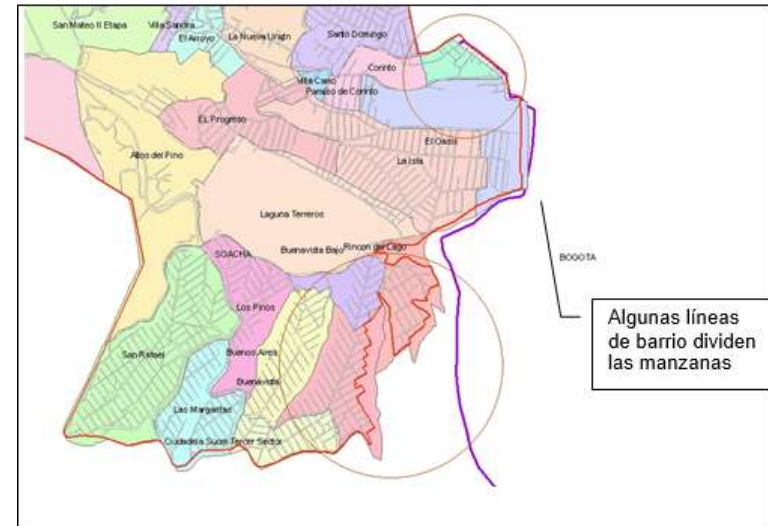 San Mateo II Etapa
Villa Sandra
El Arroyo
La Nueva Unión
Santo Domingo
Corinto
Villa Cario
Paraiso de Corinto
EL Progreso
El Oasis
La Isla
Altos del Pino
Laguna Terreros
SOACHA
Buenavista Bajo
Rincon del Lago
BOGOTA
Algunas líneas
de barrio dividen
las manzanas
Los Pinos
San Rafael
Buenos Aires
Buenavista
Las Margaritas
Ciudadela Sucre Tercer Sector